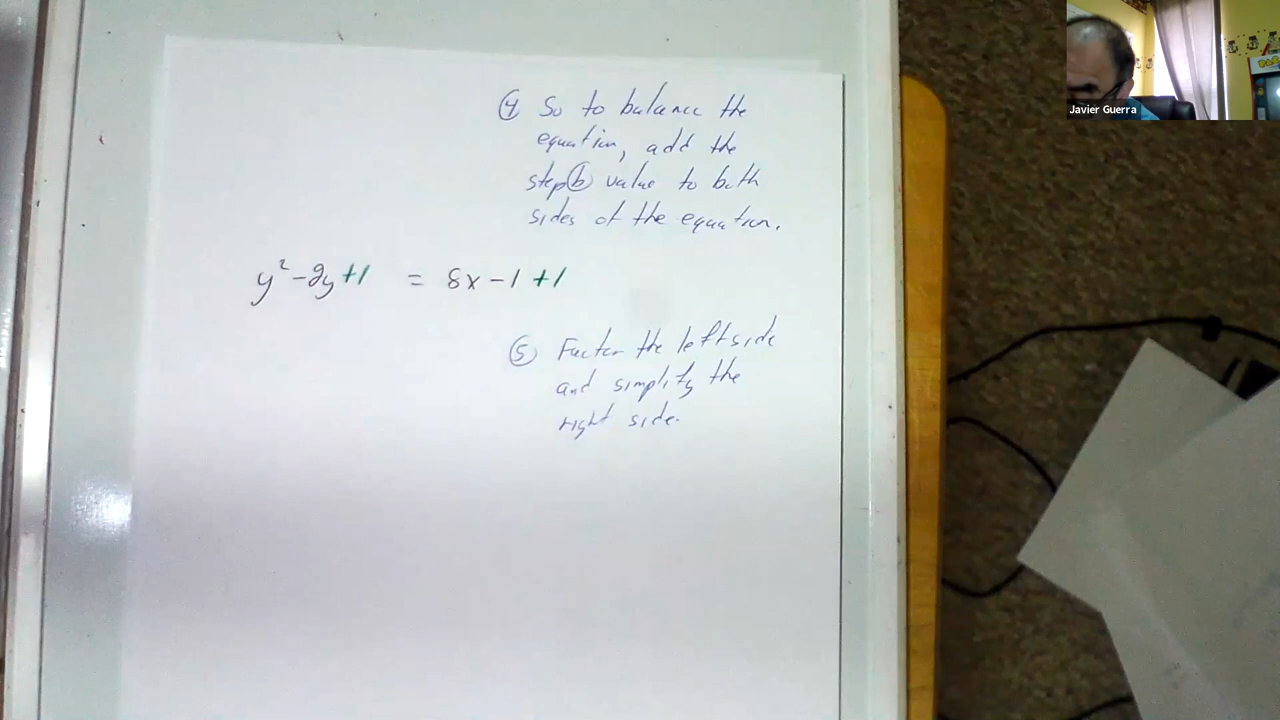 ④ So to balance the
equation, add the
step ⓑ value to both
sides of the equation.
y² - 2y + 1 = 8x - 1 + 1
⑤ Factor the left side
and simplify the
right side.
Javier Guerra